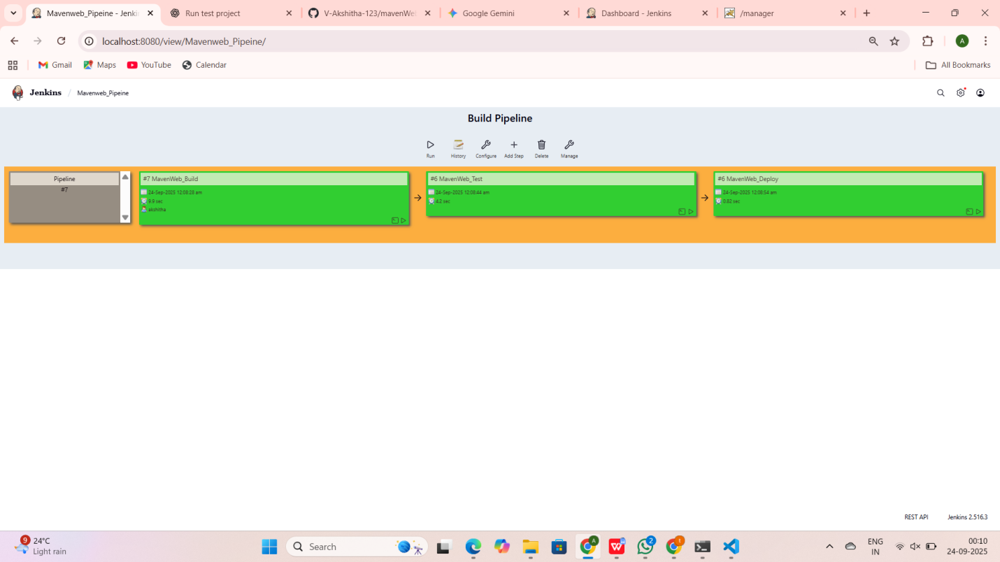 Mavenweb_Pipeine - Jenki
Run test project
V-Akshitha-123/mavenWe
Google Gemini
Dashboard - Jenkins
/manager
localhost:8080/view/Mavenweb_Pipeine/
A
Gmail
Maps
YouTube
Calendar
All Bookmarks
Jenkins / Mavenweb_Pipeine
Build Pipeline
Run
History
Configure
Add Step
Delete
Manage
Pipeline
#7
#7 MavenWeb_Build
24-Sep-2025 12:08:28 am
9.9 sec
akshitha
#6 MavenWeb_Test
24-Sep-2025 12:08:44 am
4.2 sec
#6 MavenWeb_Deploy
24-Sep-2025 12:08:54 am
0.82 sec
REST API
Jenkins 2.516.3
9
24°C
Light rain
Search
A
2
ENG
IN
00:10
24-09-2025